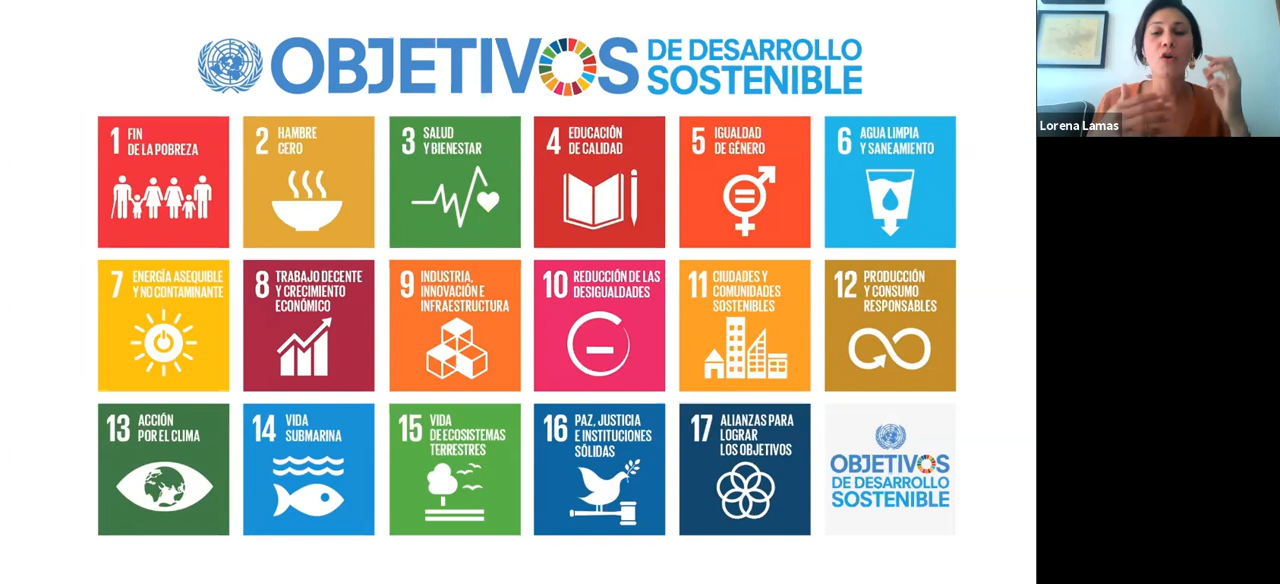 OBJETIVOS
DE DESARROLLO
SOSTENIBLE
Lorena Lamas
1 FIN
DE LA POBREZA
2 HAMBRE
CERO
3 SALUD
Y BIENESTAR
4 EDUCACIÓN
DE CALIDAD
5 IGUALDAD
DE GÉNERO
6 AGUA LIMPIA
Y SANEAMIENTO
7 ENERGÍA ASEQUIBLE
Y NO CONTAMINANTE
8 TRABAJO DECENTE
Y CRECIMIENTO
ECONÓMICO
9 INDUSTRIA,
INNOVACIÓN E
INFRAESTRUCTURA
10 REDUCCIÓN DE LAS
DESIGUALDADES
11 CIUDADES Y
COMUNIDADES
SOSTENIBLES
12 PRODUCCIÓN
Y CONSUMO
RESPONSABLES
13 ACCIÓN
POR EL CLIMA
14 VIDA
SUBMARINA
15 VIDA
DE ECOSISTEMAS
TERRESTRES
16 PAZ, JUSTICIA
E INSTITUCIONES
SÓLIDAS
17 ALIANZAS PARA
LOGRAR
LOS OBJETIVOS
OBJETIVOS
DE DESARROLLO
SOSTENIBLE